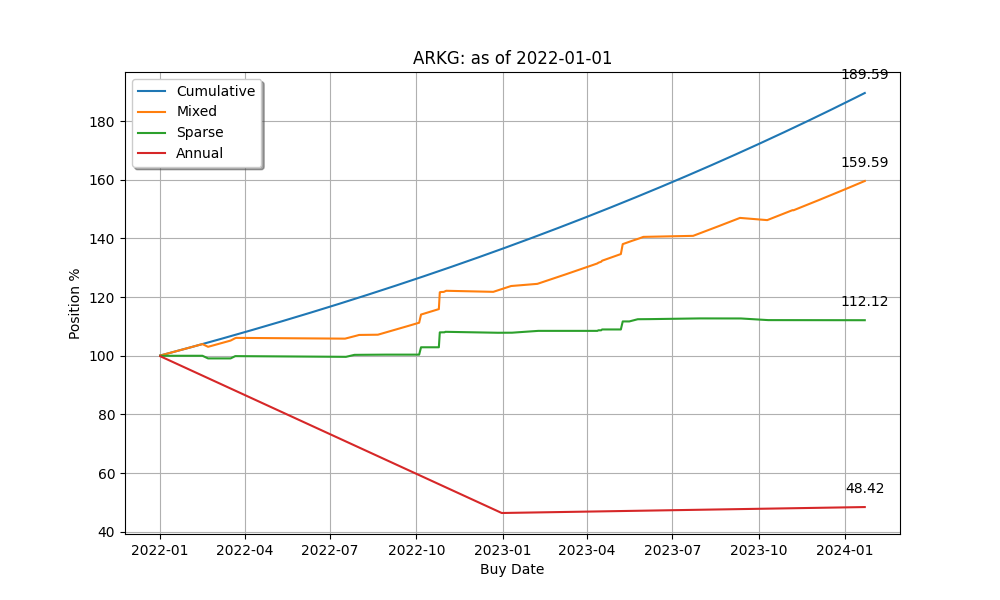 ARKG: as of 2022-01-01
Cumulative
Mixed
Sparse
Annual
189.59
159.59
112.12
48.42
180
160
140
120
100
80
60
40
Position %
2022-01 2022-04 2022-07 2022-10 2023-01 2023-04 2023-07 2023-10 2024-01
Buy Date